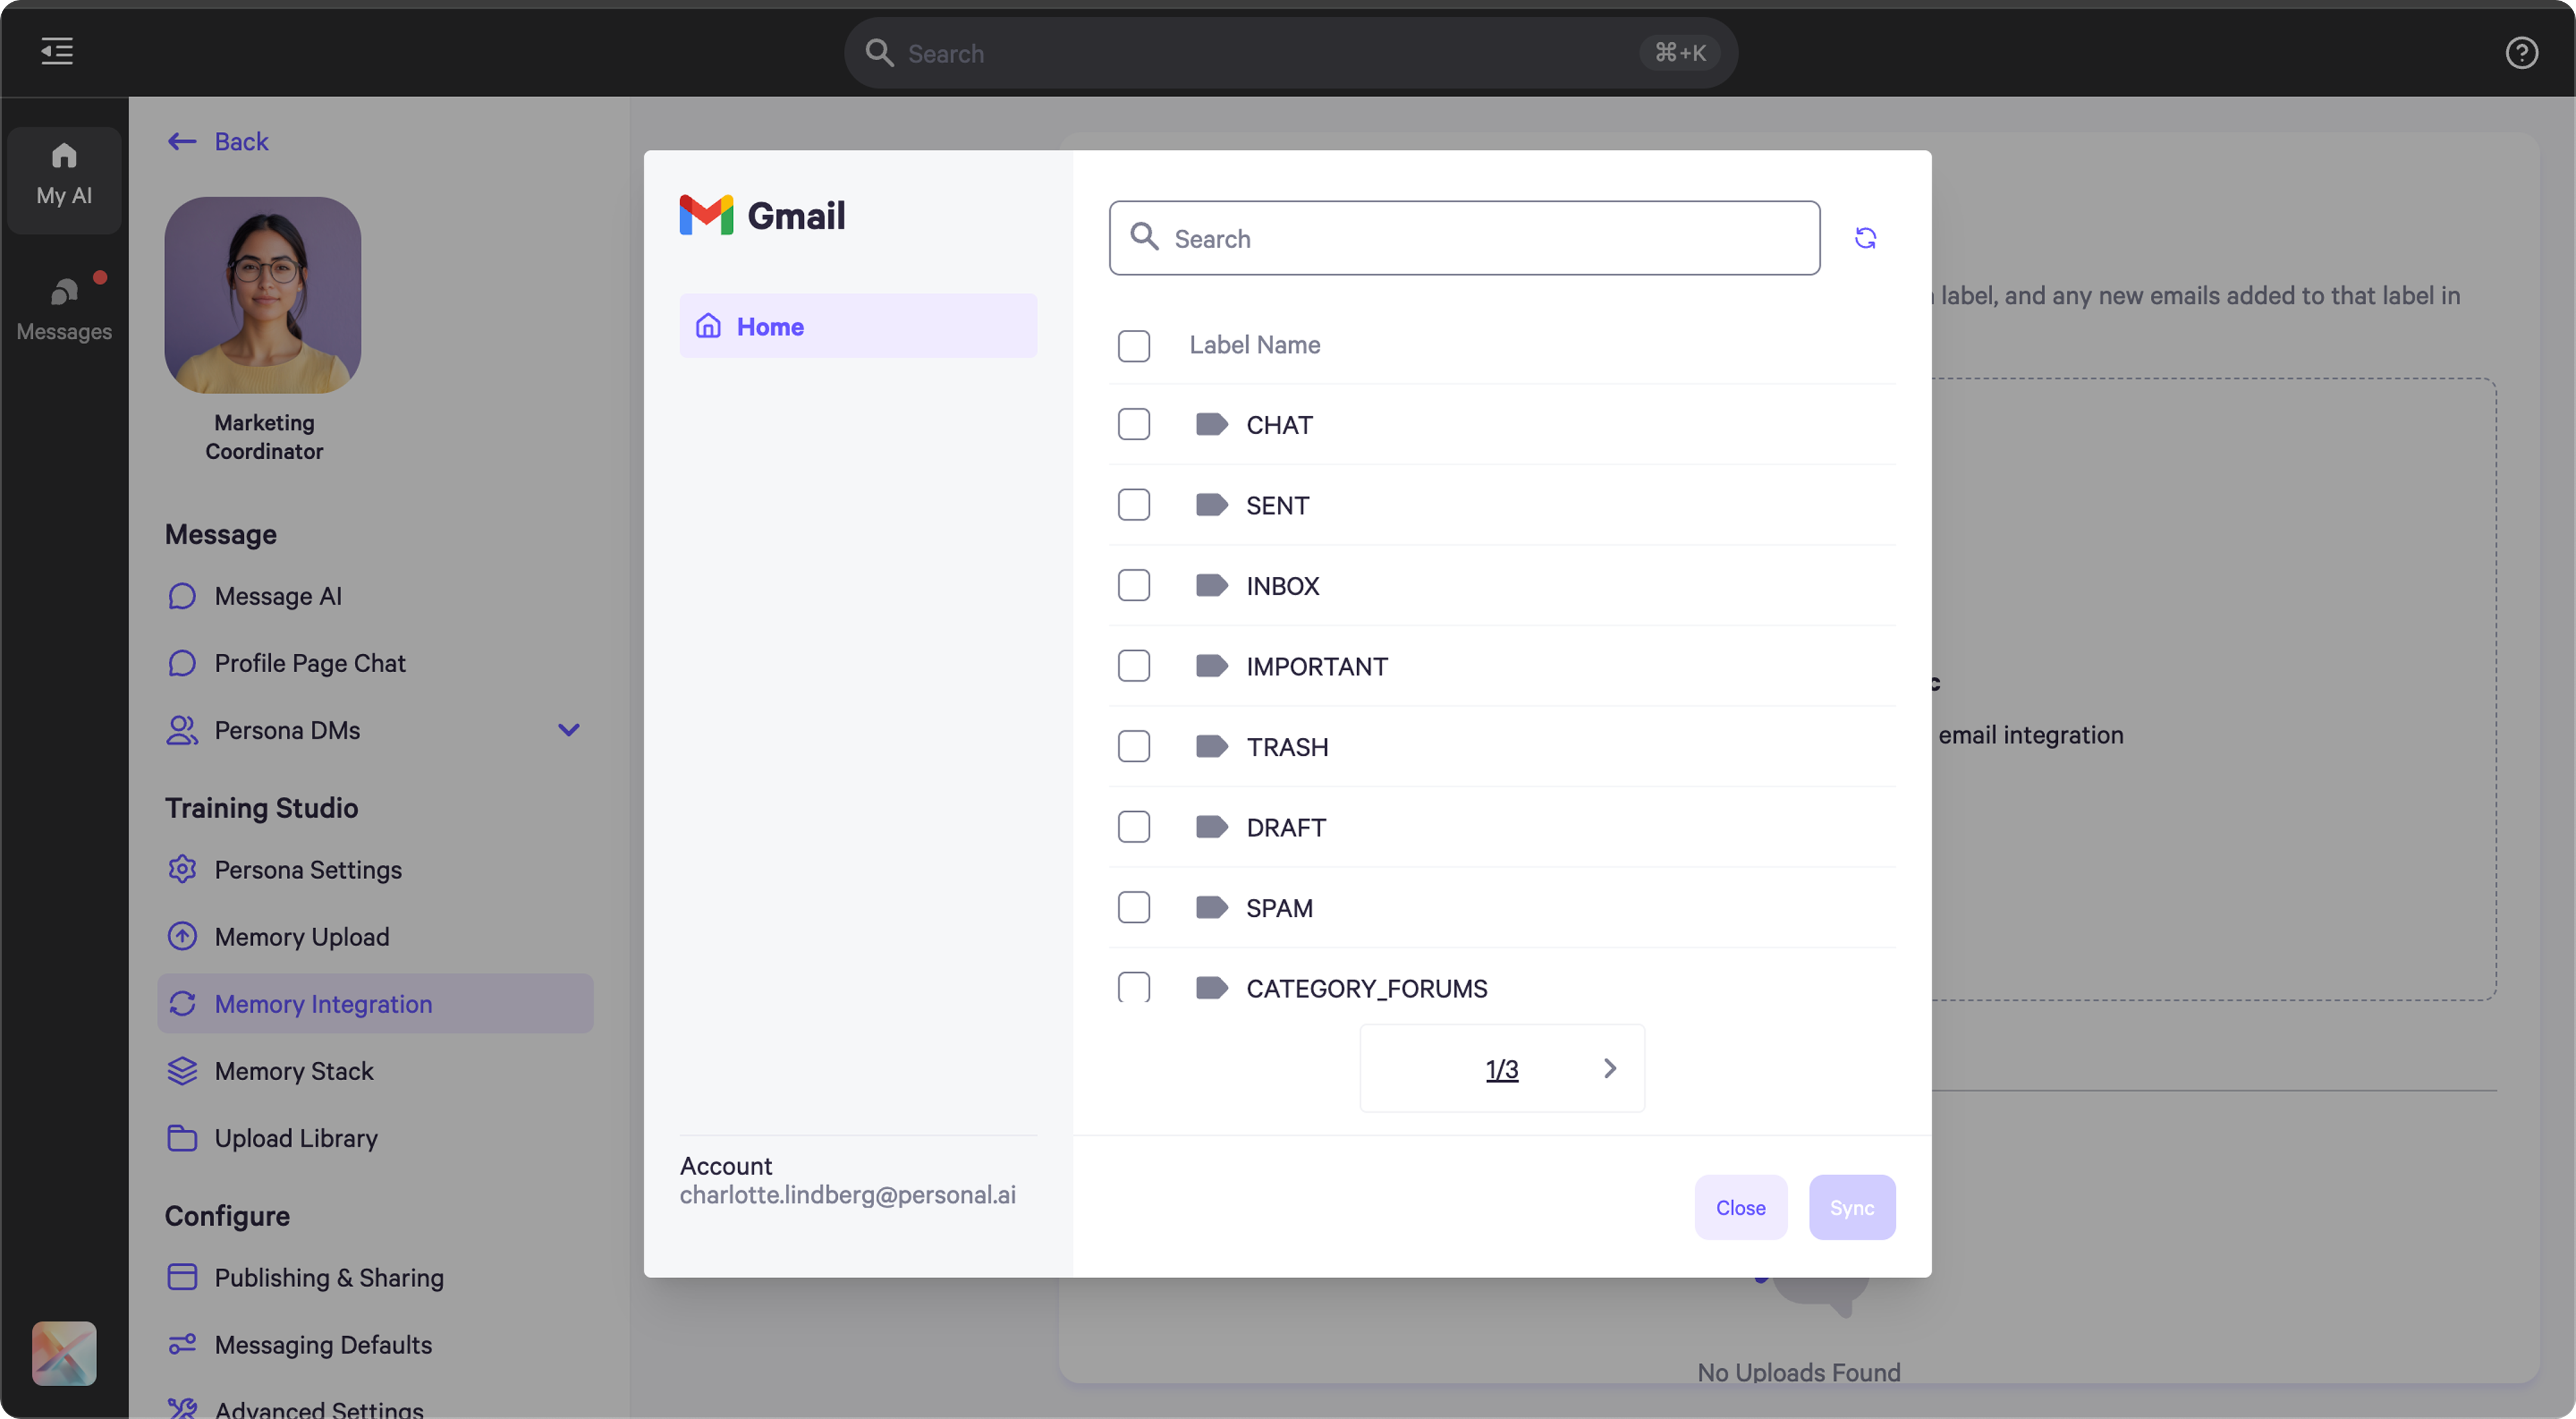 Search
⌘+K
My AI
Messages
Back
Marketing
Coordinator
Message
Message AI
Profile Page Chat
Persona DMs
Training Studio
Persona Settings
Memory Upload
Memory Integration
Memory Stack
Upload Library
Configure
Publishing & Sharing
Messaging Defaults
Advanced Settings
Gmail
Home
Account
charlotte.lindberg@personal.ai
Search
Label Name
CHAT
SENT
INBOX
IMPORTANT
TRASH
DRAFT
SPAM
CATEGORY_FORUMS
1/3
Close
Sync
label, and any new emails added to that label in
email integration
No Uploads Found